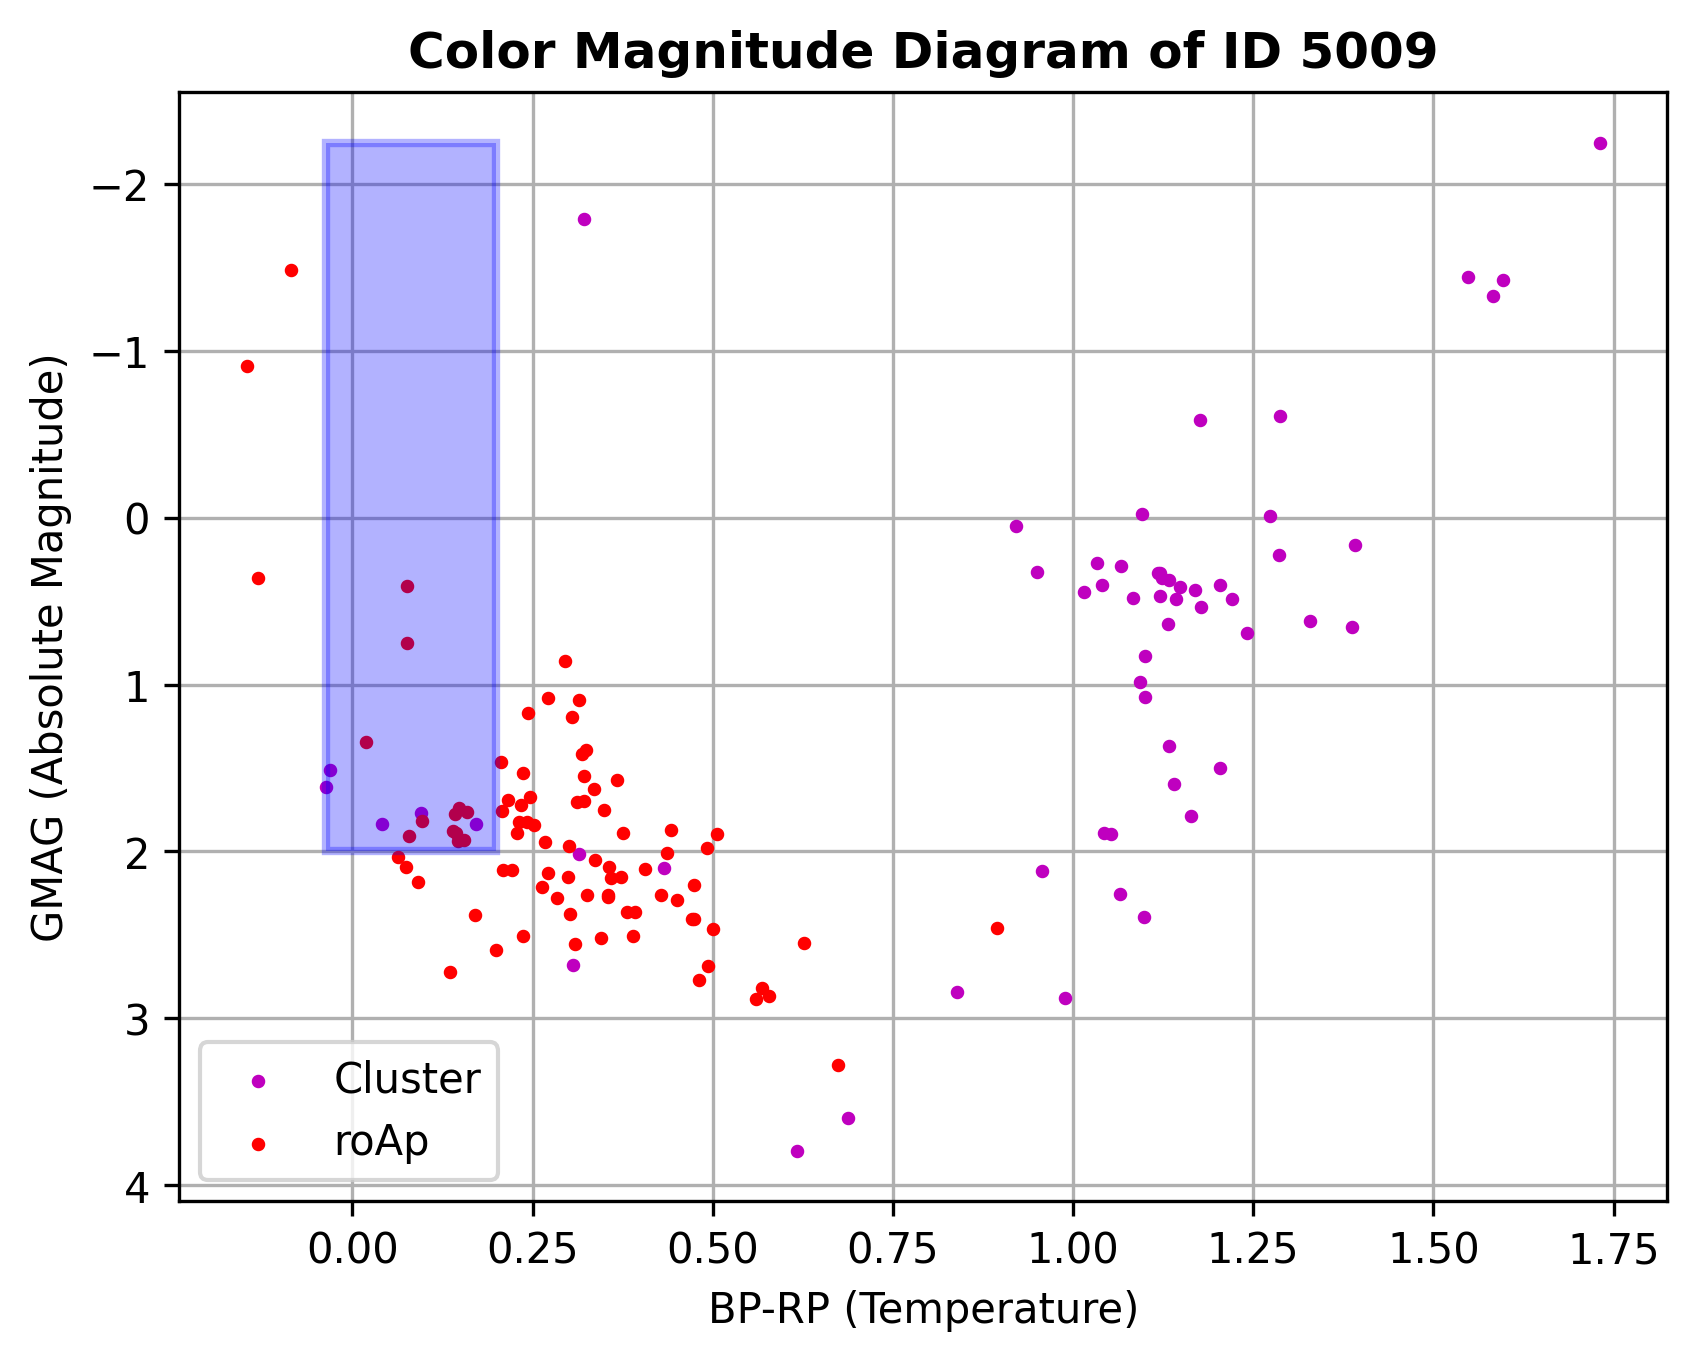 Color Magnitude Diagram of ID 5009
GMAG (Absolute Magnitude)
−2
−1
0
1
2
3
4
Cluster
roAp
0.00 0.25 0.50 0.75 1.00 1.25 1.50 1.75
BP-RP (Temperature)